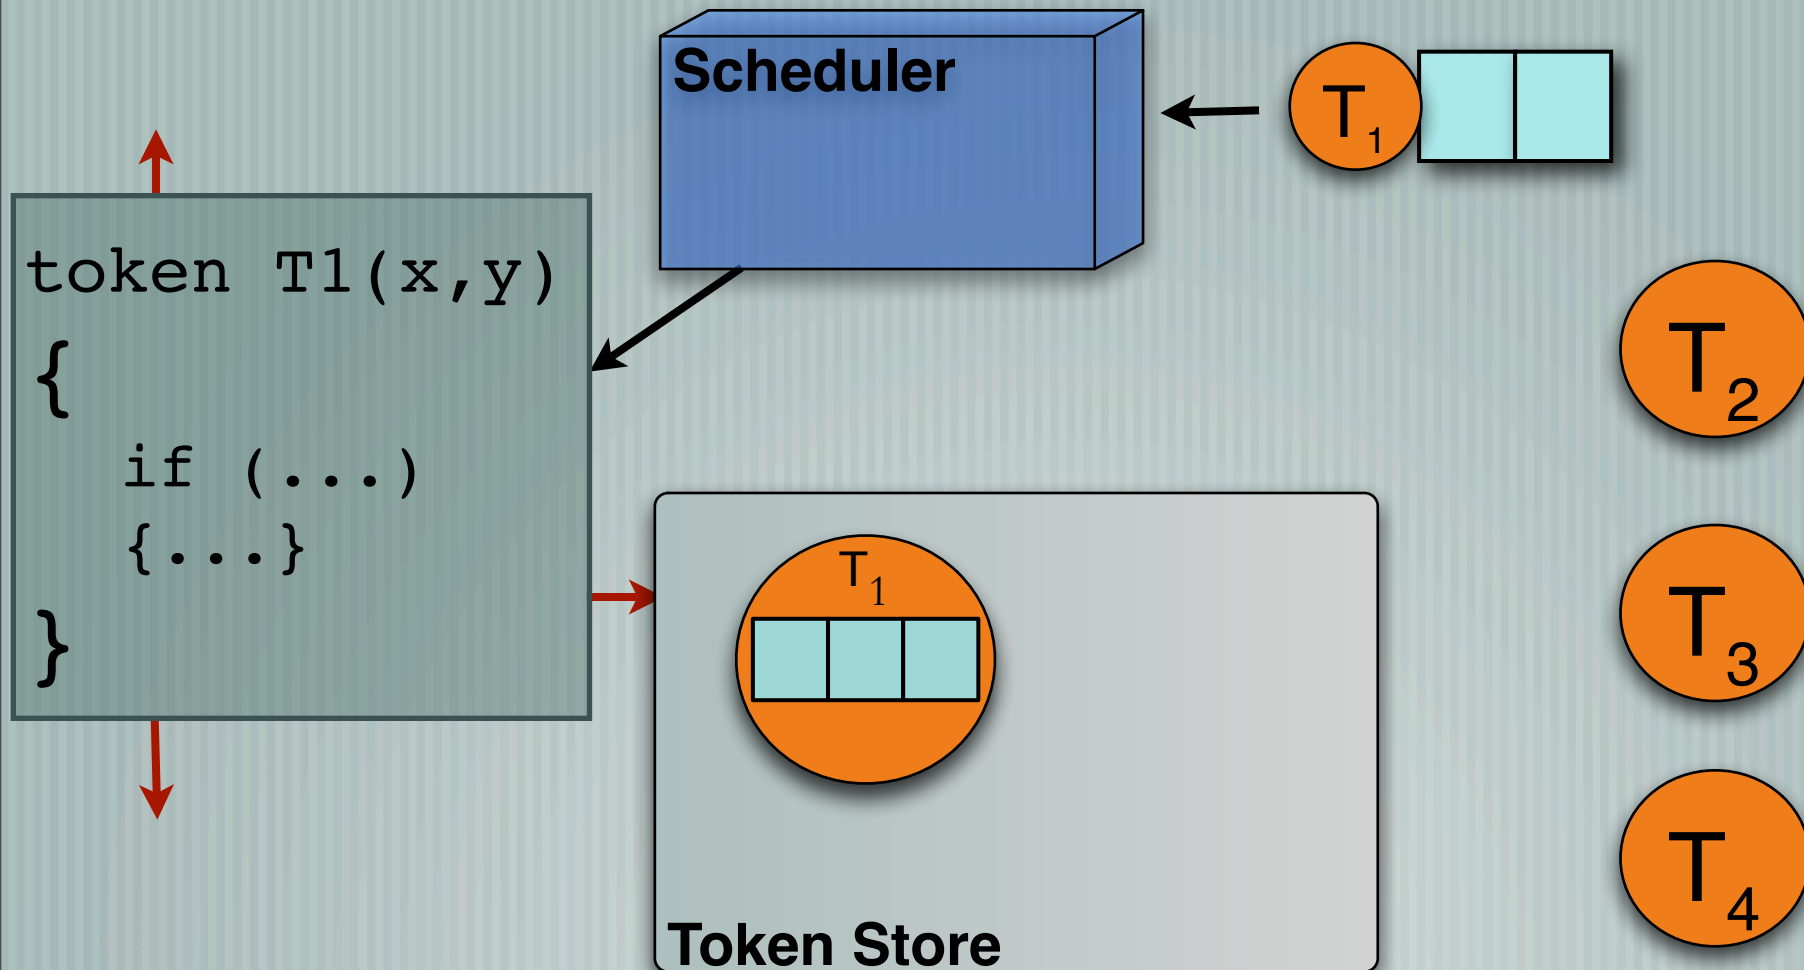 Scheduler
T1
token T1(x,y)
{
if (...)
{...}
}
T2
T1
T3
T4
Token Store